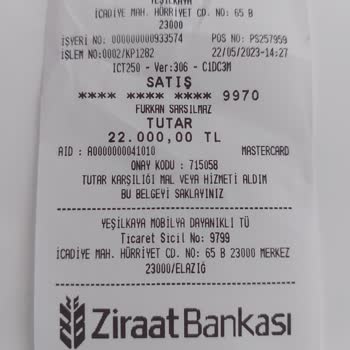 YEŞİLKAYA
İCADİYE MAH. HÜRRİYET CD. NO: 65 B
23000
İŞYERİ NO: 000000000933574 POS NO: PS257959
İŞLEM NO:0002/KP1282 22/05/2023-14:27
ICT250 - Ver:306 - C1DC3M
SATIŞ
**** **** **** 9970
FURKAN SARSILMAZ
TUTAR
22.000,00 TL
AID : A0000000041010 MASTERCARD
ONAY KODU : 715058
TUTAR KARŞILIĞI MAL VEYA HİZMETİ ALDIM
BU BELGEYİ SAKLAYINIZ
YEŞİLKAYA MOBİLYA DAYANIKLI TÜ
Ticaret Sicil No: 9799
İCADİYE MAH. HÜRRİYET CD. NO: 65 B 23000 MERKEZ
23000/ELAZIĞ
Ziraat Bankası